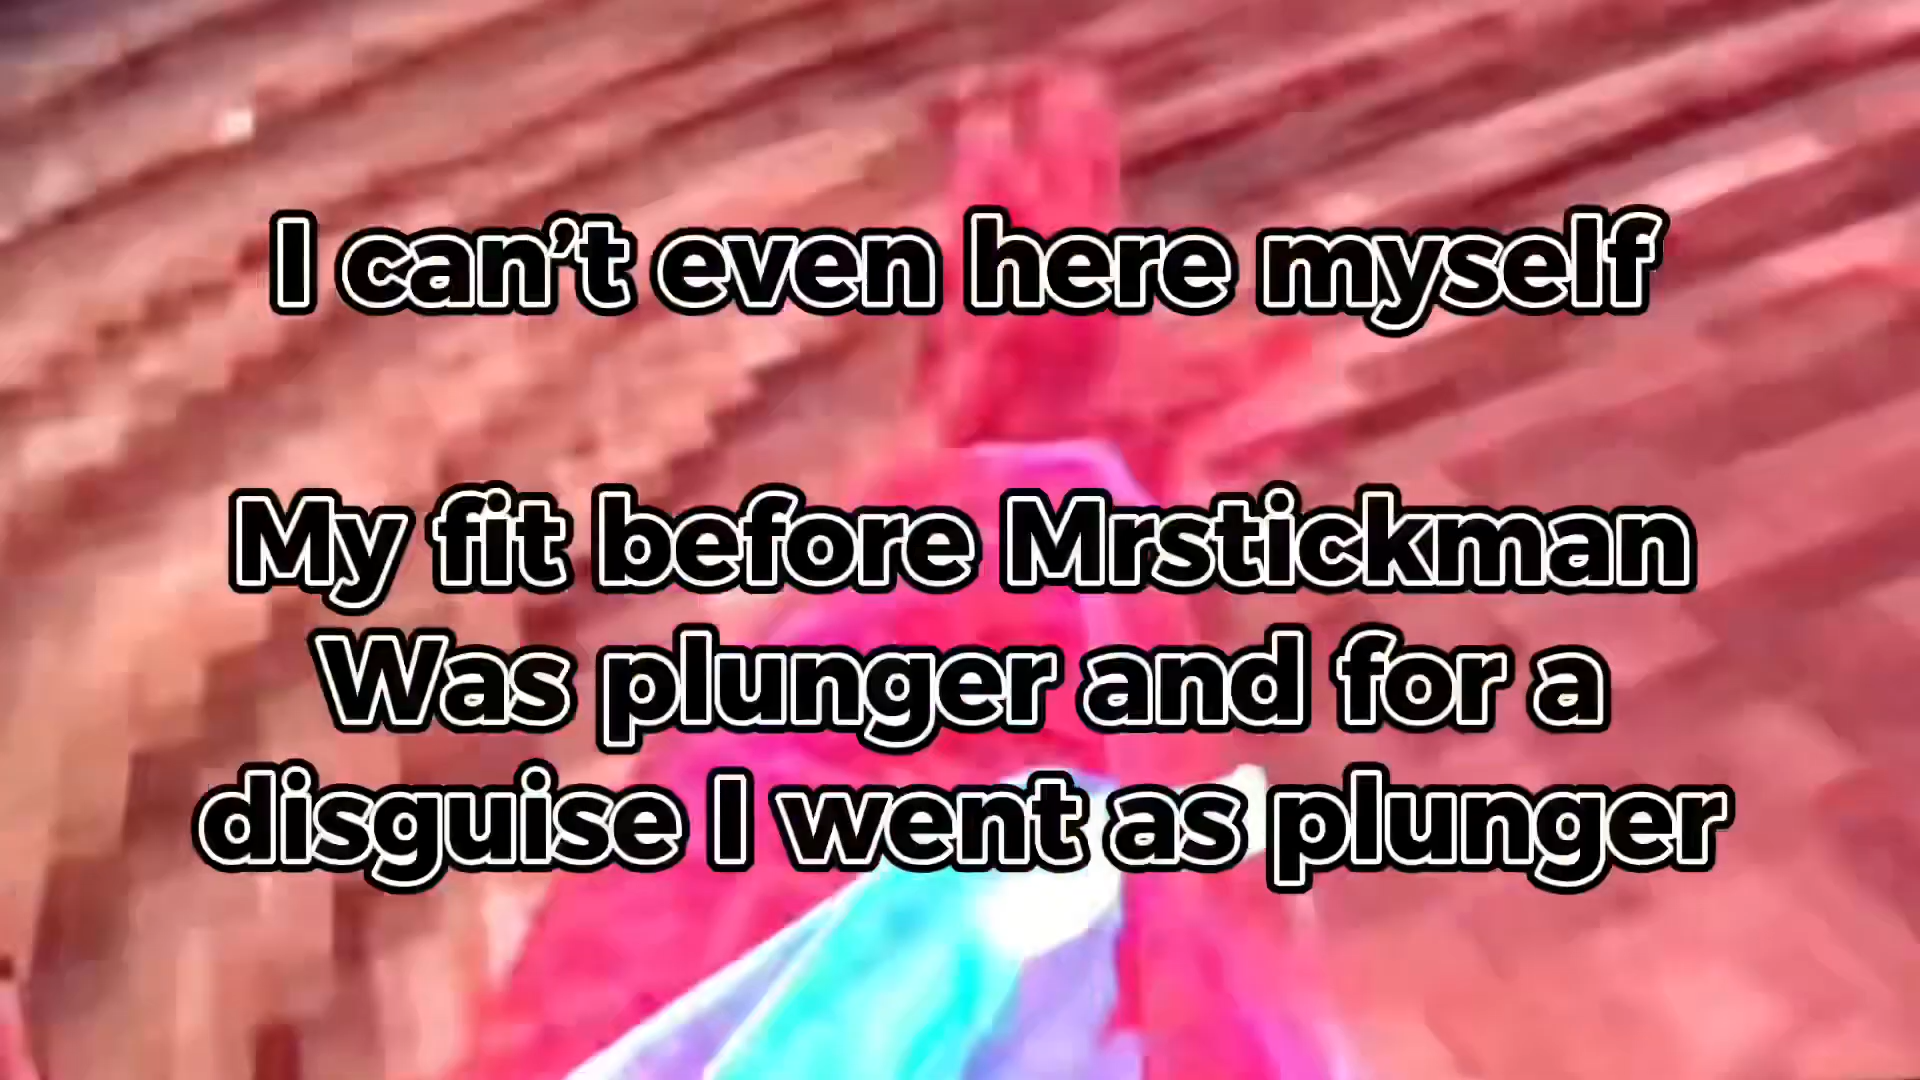 I can't even here myself
My fit before Mrstickman
Was plunger and for a
disguise I went as plunger